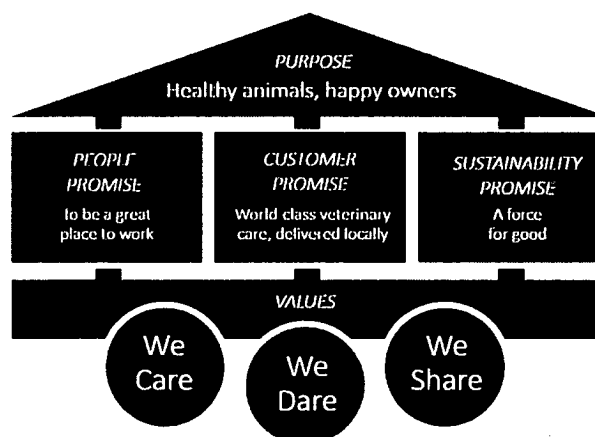 PURPOSE
Healthy animals, happy owners
PEOPLE
PROMISE
To be a great
place to work
CUSTOMER
PROMISE
World class veterinary
care, delivered locally
SUSTAINABILITY
PROMISE
A force
for good
VALUES
We
Care
We
Dare
We
Share